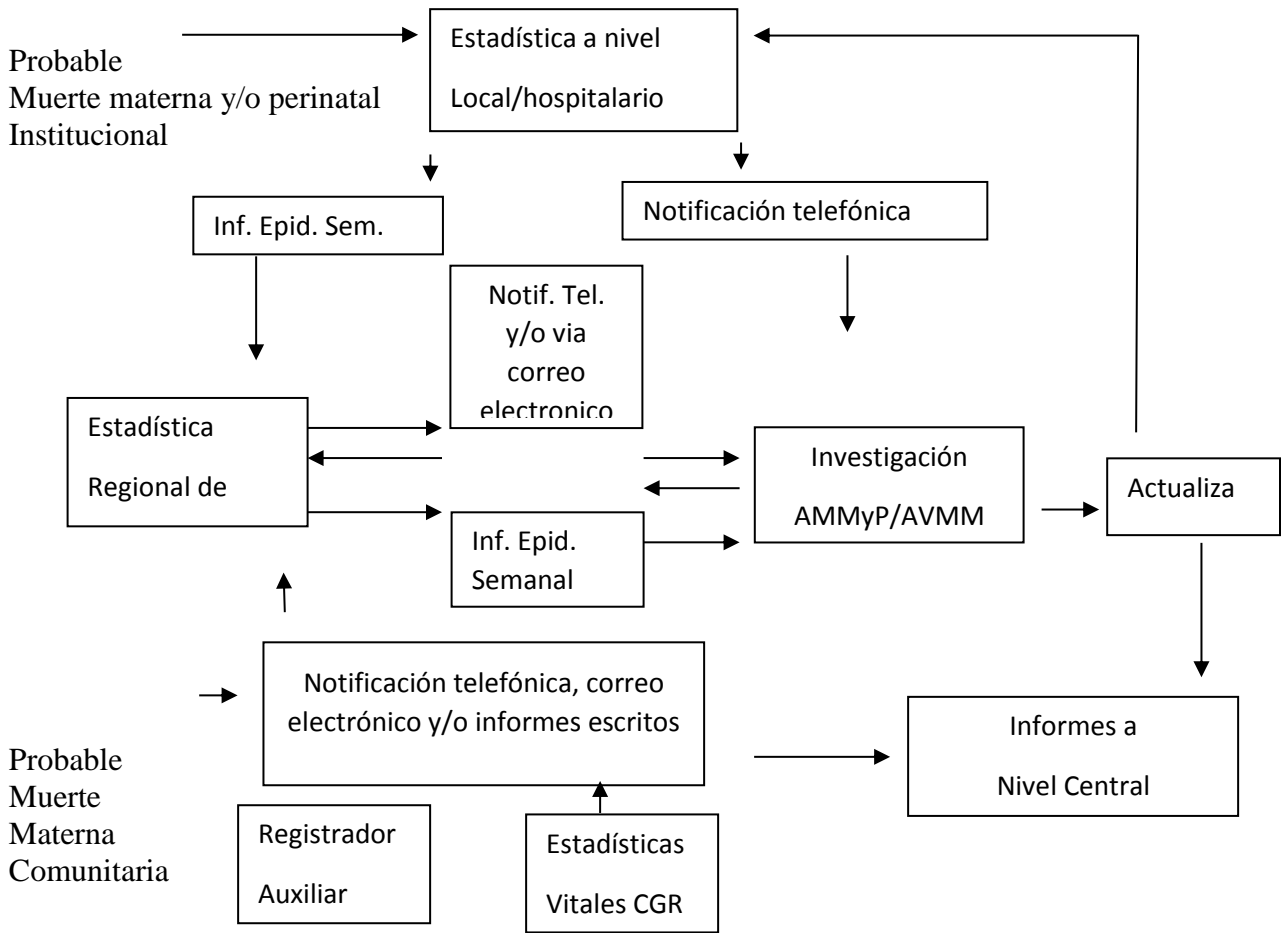 Probable
Muerte materna y/o perinatal
Institucional
Estadística a nivel
Local/hospitalario
Inf. Epid. Sem.
Notificación telefónica
Notif. Tel.
y/o via
correo
electronico
Estadística
Regional de
Inf. Epid.
Semanal
Investigación
AMMyP/AVMM
Actualiza
Notificación telefónica, correo
electrónico y/o informes escritos
Probable
Muerte
Materna
Comunitaria
Registrador
Auxiliar
Estadísticas
Vitales CGR
Informes a
Nivel Central